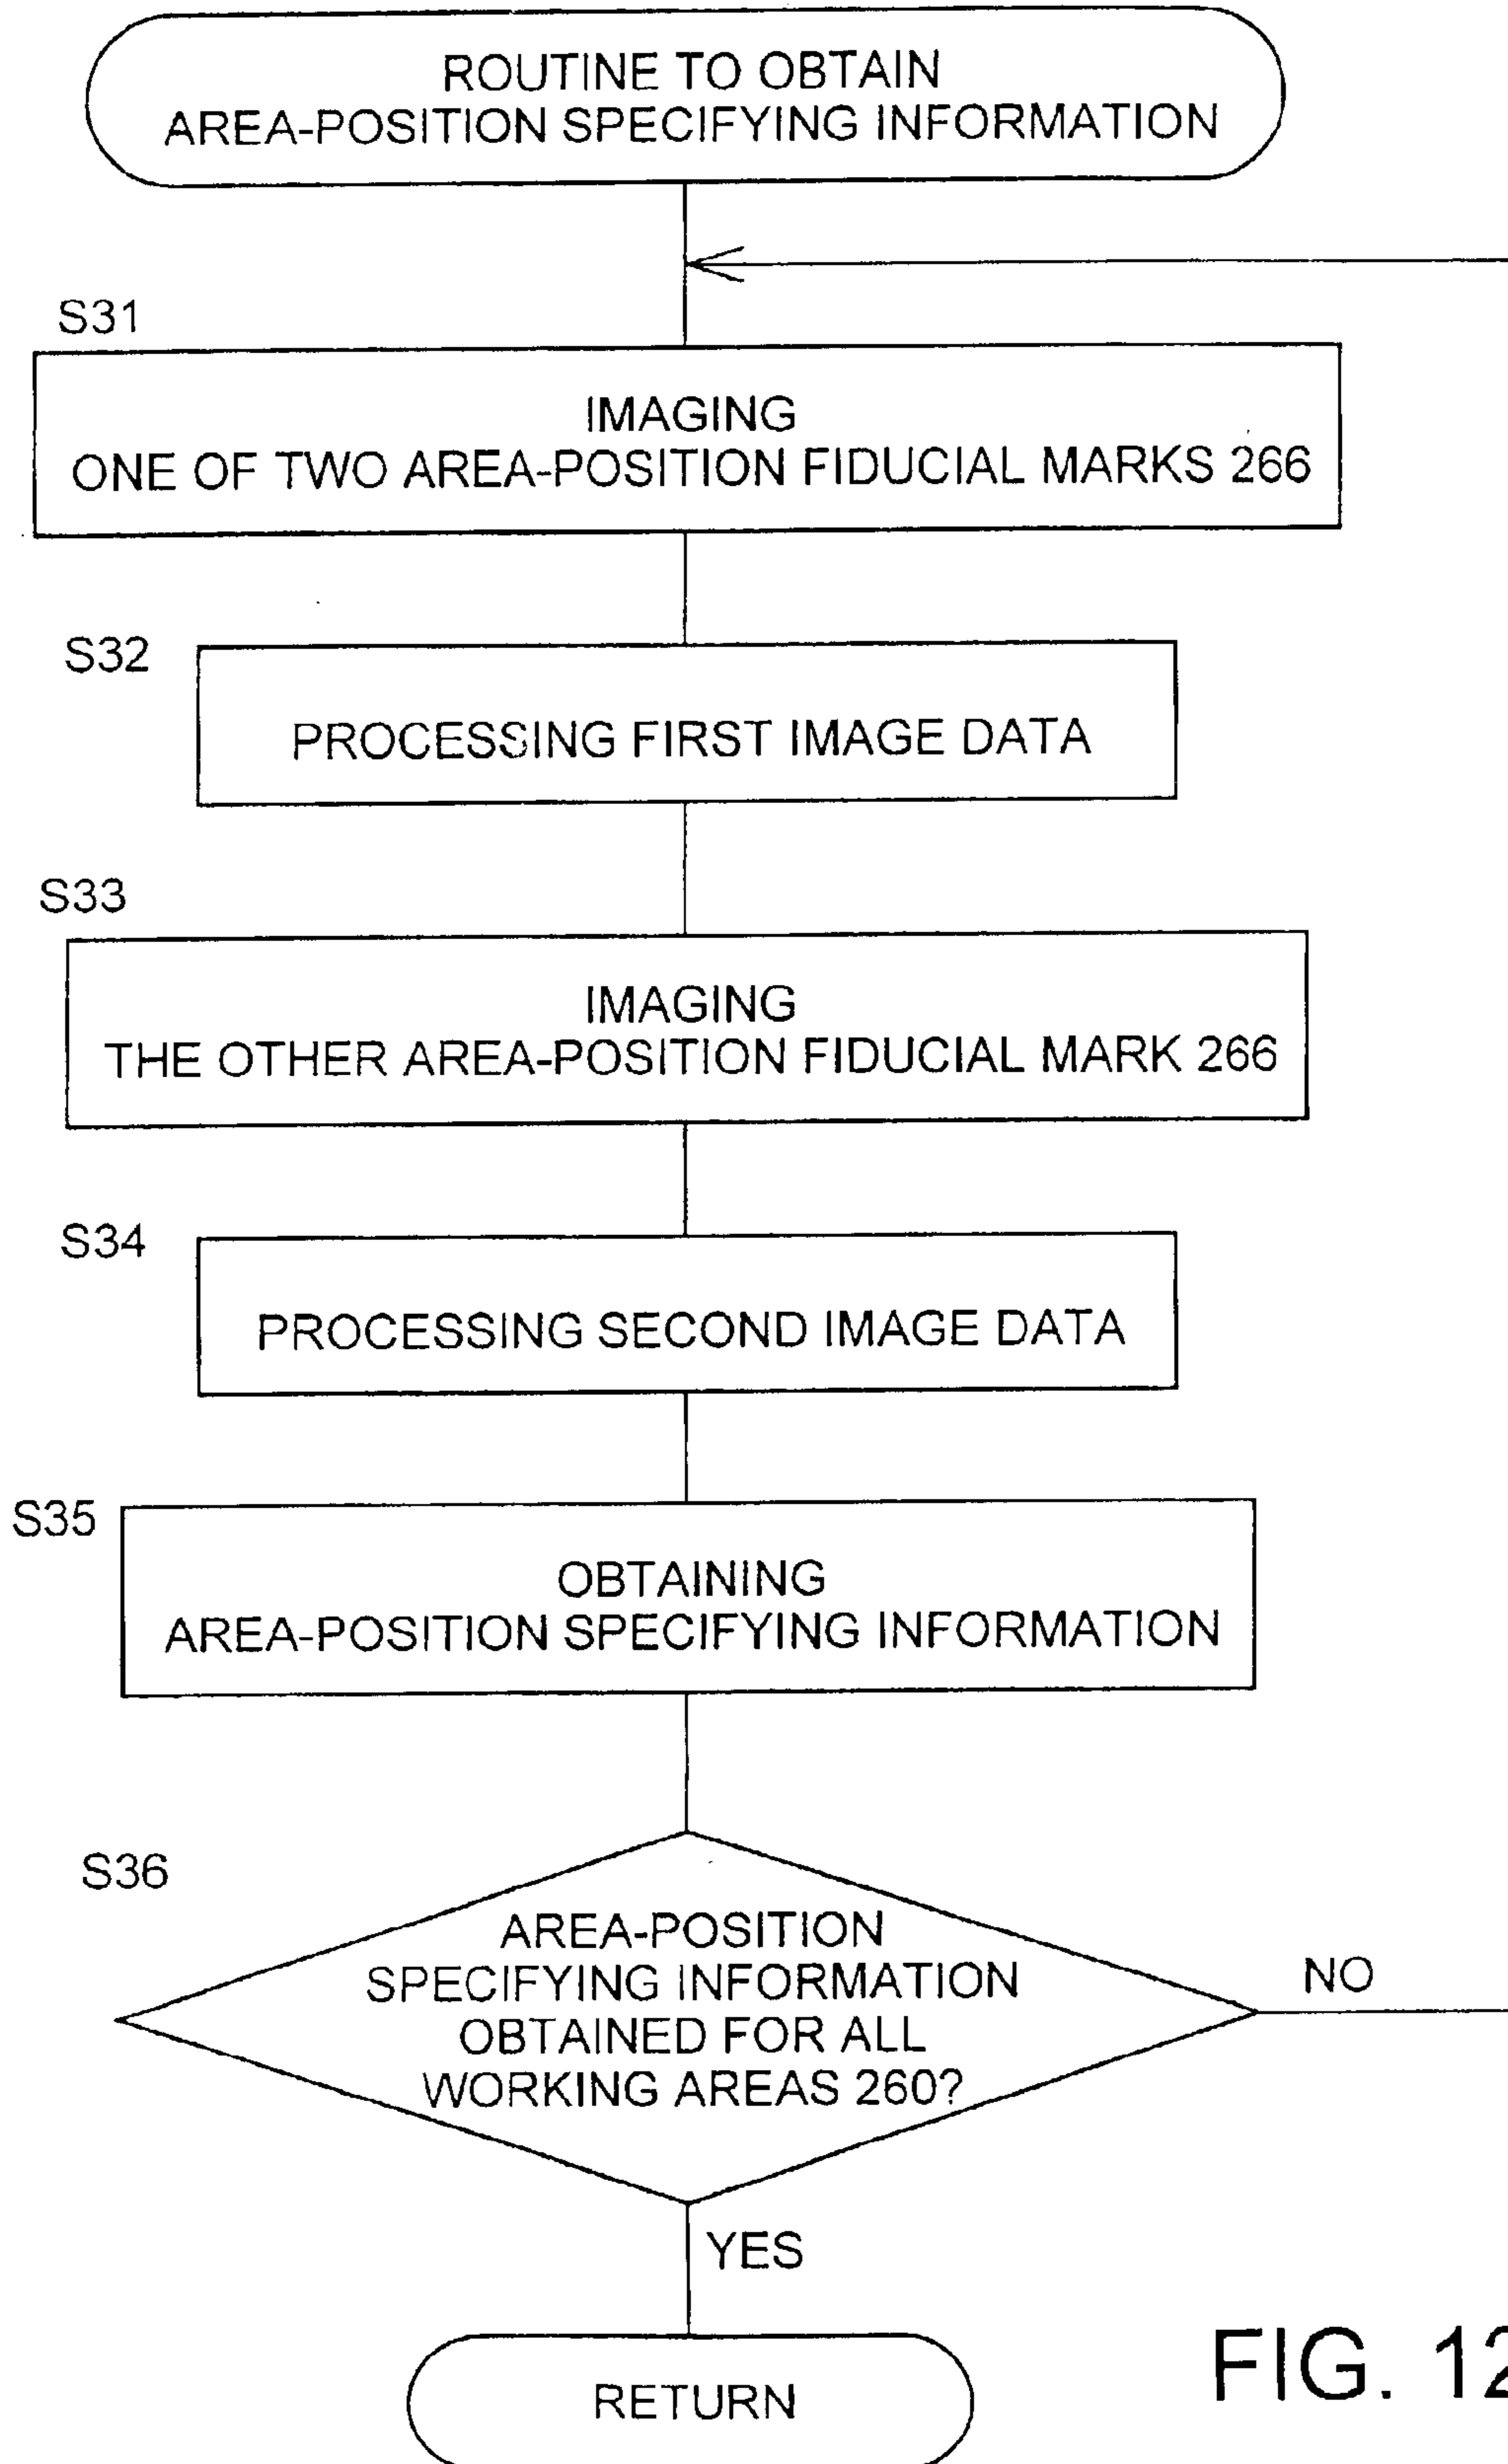 ROUTINE TO OBTAIN
AREA-POSITION SPECIFYING INFORMATION
S31
IMAGING
ONE OF TWO AREA-POSITION FIDUCIAL MARKS 266
S32
PROCESSING FIRST IMAGE DATA
S33
IMAGING
THE OTHER AREA-POSITION FIDUCIAL MARK 266
S34
PROCESSING SECOND IMAGE DATA
S35
OBTAINING
AREA-POSITION SPECIFYING INFORMATION
S36
AREA-POSITION
SPECIFYING INFORMATION
OBTAINED FOR ALL
WORKING AREAS 260?
NO
YES
RETURN
FIG. 12